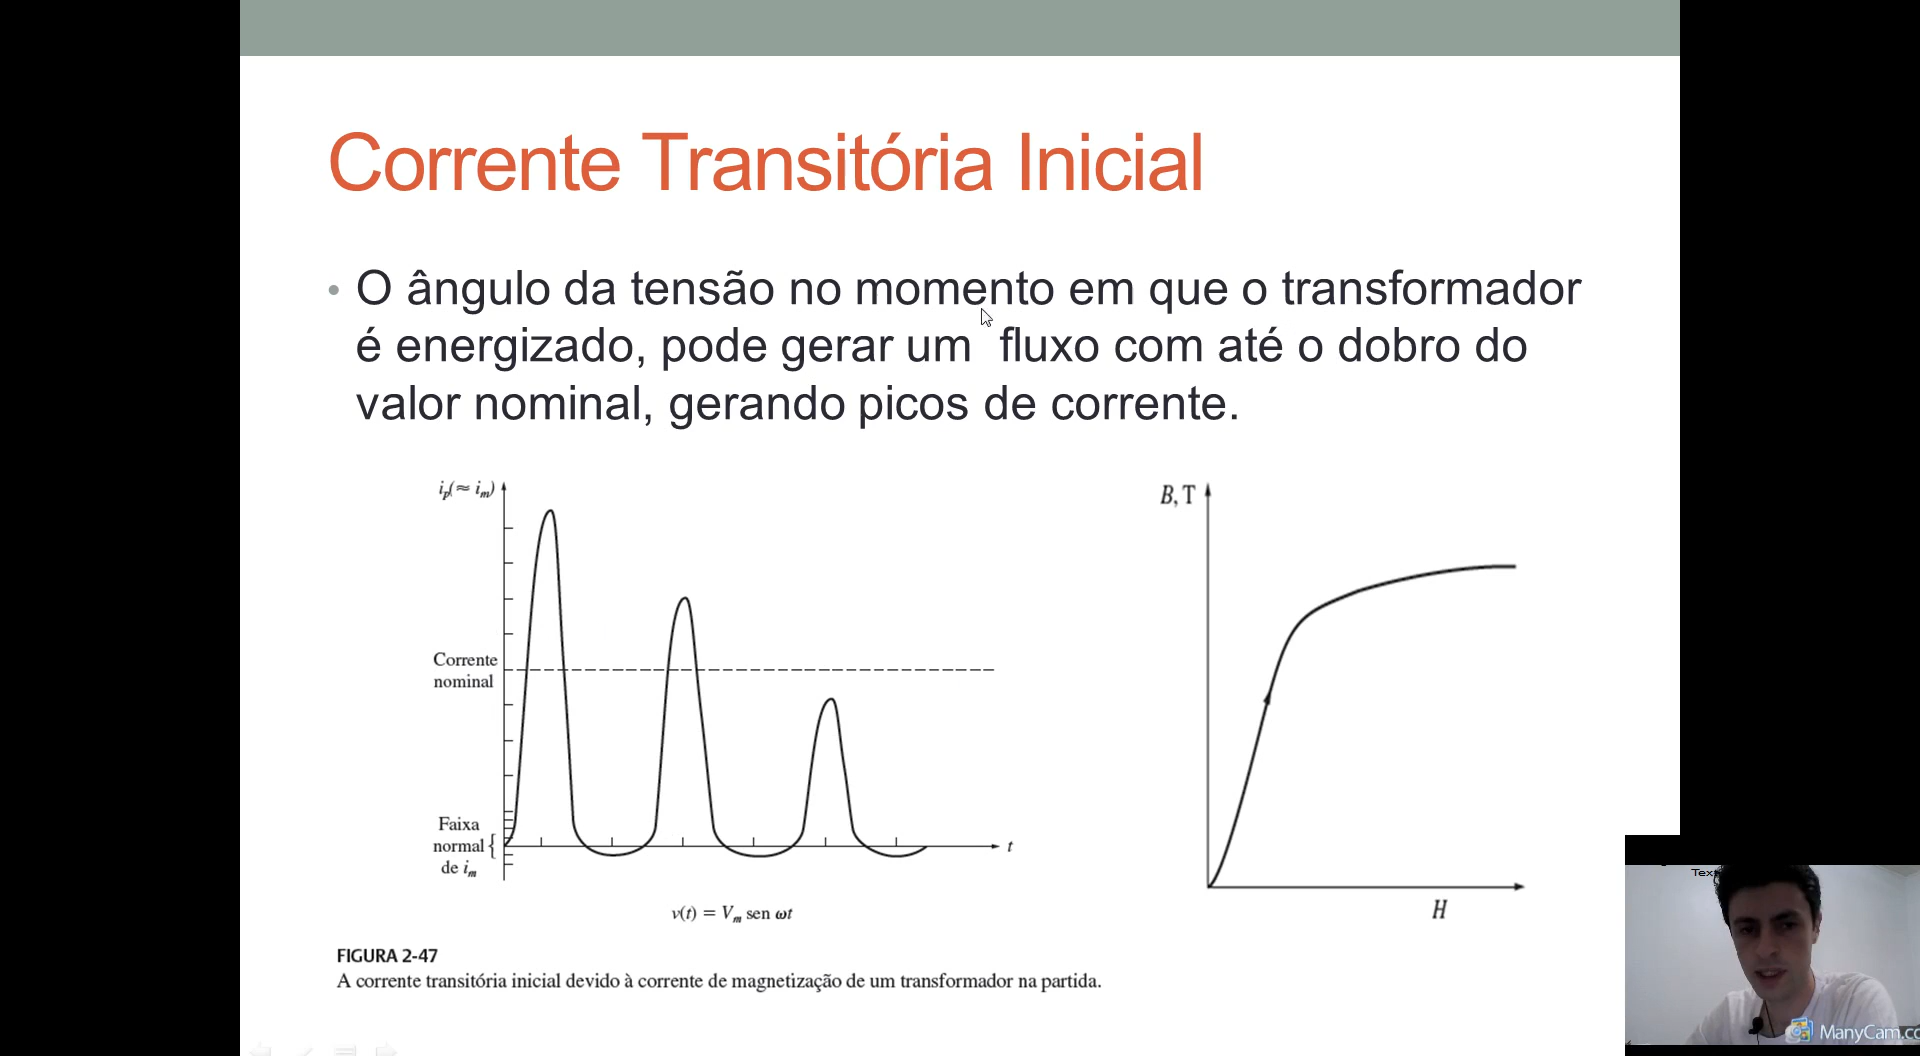 Corrente Transitória Inicial
• O ângulo da tensão no momento em que o transformador
é energizado, pode gerar um fluxo com até o dobro do
valor nominal, gerando picos de corrente.
iₚ(≈ iₘ)
Corrente
nominal
Faixa
normal {
de iₘ
t
v(t) = Vₘ sen ωt
B, T
H
FIGURA 2-47
A corrente transitória inicial devido à corrente de magnetização de um transformador na partida.
ManyCam.co